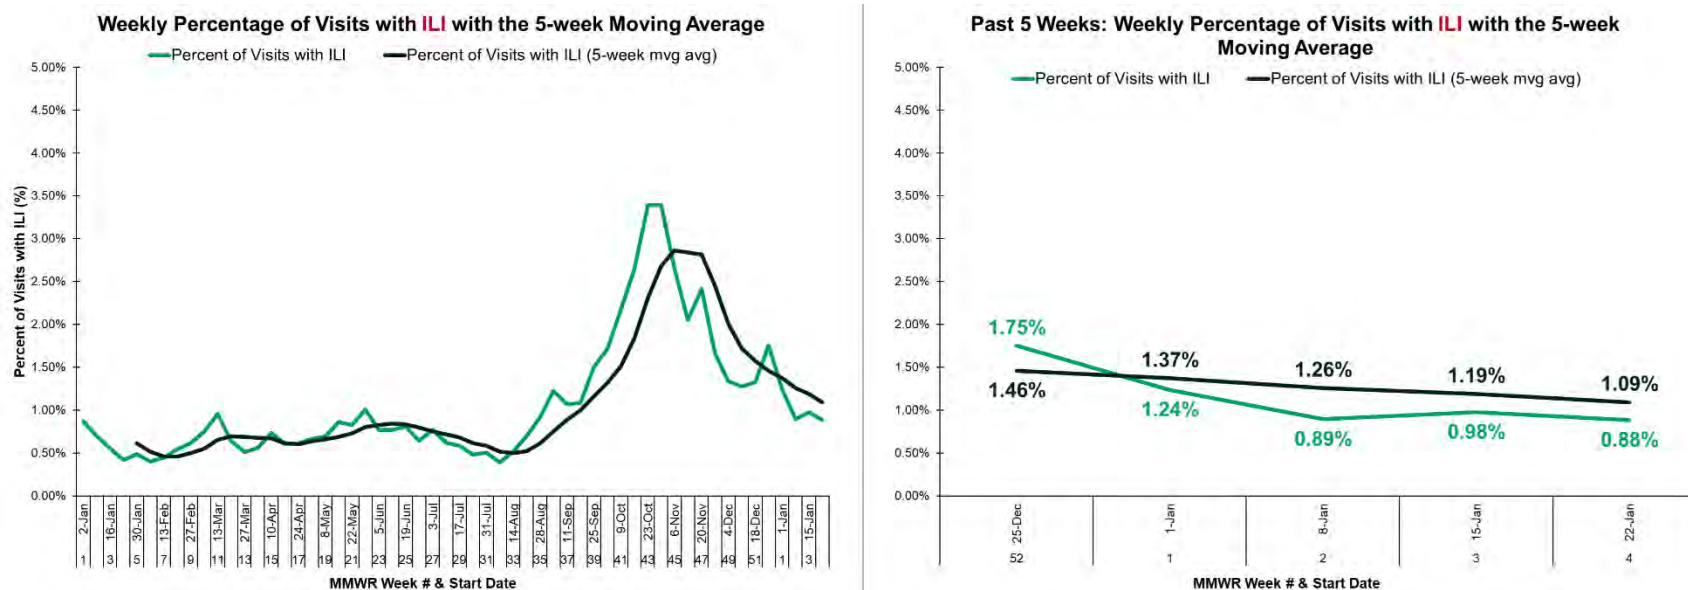 Weekly Percentage of Visits with ILI with the 5-week Moving Average
Percent of Visits with ILI
Percent of Visits with ILI (5-week mvg avg)
5.00%
4.50%
4.00%
3.50%
3.00%
2.50%
2.00%
1.50%
1.00%
0.50%
0.00%
Percent of Visits with ILI (%)
2-Jan
16-Jan
30-Jan
13-Feb
27-Feb
13-Mar
27-Mar
10-Apr
24-Apr
8-May
22-May
5-Jun
19-Jun
3-Jul
17-Jul
31-Jul
14-Aug
28-Aug
11-Sep
25-Sep
9-Oct
23-Oct
6-Nov
20-Nov
4-Dec
18-Dec
1-Jan
15-Jan
1 3 5 7 9 11 13 15 17 19 21 23 25 27 29 31 33 35 37 39 41 43 45 47 49 51 1 3
MMWR Week # & Start Date
Past 5 Weeks: Weekly Percentage of Visits with ILI with the 5-week
Moving Average
Percent of Visits with ILI
Percent of Visits with ILI (5-week mvg avg)
5.00%
4.50%
4.00%
3.50%
3.00%
2.50%
2.00%
1.50%
1.00%
0.50%
0.00%
1.75%
1.46%
1.37%
1.24%
1.26%
0.89%
1.19%
0.98%
1.09%
0.88%
25-Dec
1-Jan
8-Jan
15-Jan
22-Jan
52 1 2 3 4
MMWR Week # & Start Date